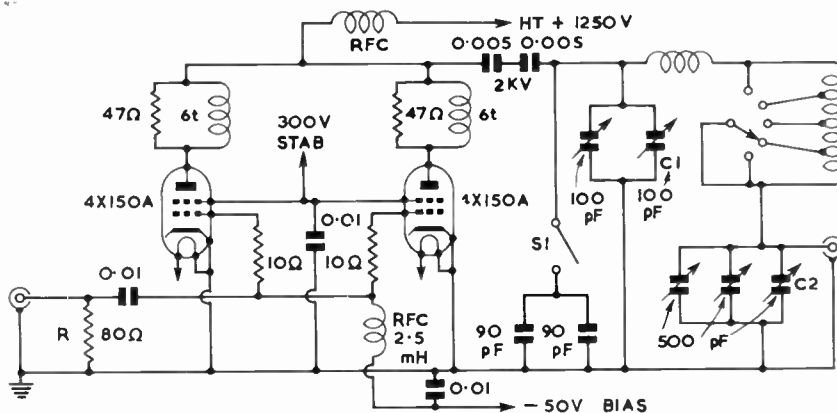 HT + 1250V
RFC
0·005
0·005
2KV
47Ω
6t
300V
STAB
47Ω
6t
100
pF
C1
100
pF
4X150A
0·01
4X150A
10Ω
10Ω
S1
0·01
R
80Ω
RFC
2·5
mH
90
pF
90
pF
C2
500
pF
0·01
−50V BIAS